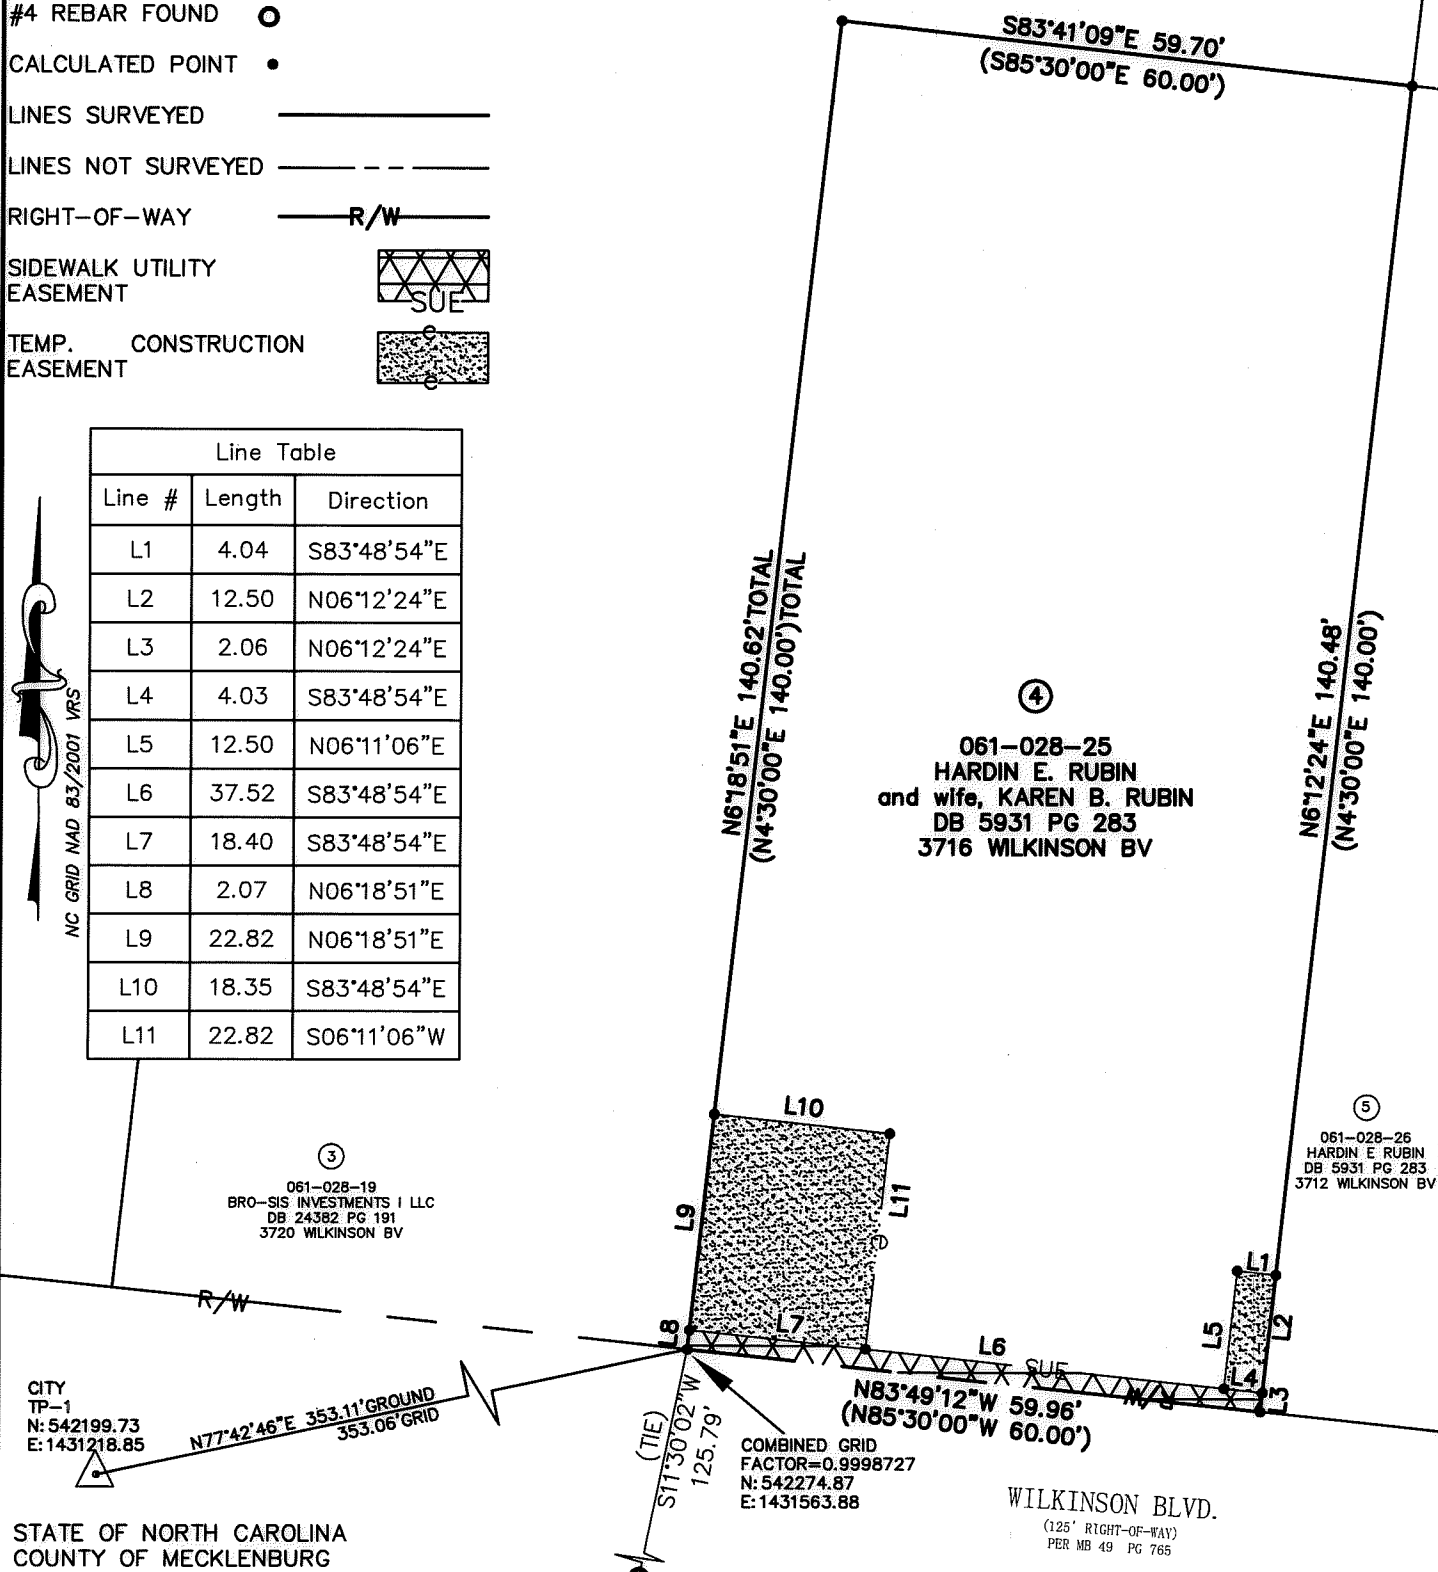 #4 REBAR FOUND
CALCULATED POINT
LINES SURVEYED
LINES NOT SURVEYED
RIGHT-OF-WAY
R/W
SIDEWALK UTILITY
EASEMENT
SUE
TEMP. CONSTRUCTION
EASEMENT
e
e
Line Table
Line # Length Direction
L1 4.04 S83°48'54"E
L2 12.50 N06°12'24"E
L3 2.06 N06°12'24"E
L4 4.03 S83°48'54"E
L5 12.50 N06°11'06"E
L6 37.52 S83°48'54"E
L7 18.40 S83°48'54"E
L8 2.07 N06°18'51"E
L9 22.82 N06°18'51"E
L10 18.35 S83°48'54"E
L11 22.82 S06°11'06"W
NC GRID NAD 83/2001 VRS
S83°41'09"E 59.70'
(S85°30'00"E 60.00')
N6°18'51"E 140.62'TOTAL
(N4°30'00"E 140.00')TOTAL
N6°12'24"E 140.48'
(N4°30'00"E 140.00')
4
061-028-25
HARDIN E. RUBIN
and wife, KAREN B. RUBIN
DB 5931 PG 283
3716 WILKINSON BV
5
061-028-26
HARDIN E RUBIN
DB 5931 PG 283
3712 WILKINSON BV
3
061-028-19
BRO-SIS INVESTMENTS I LLC
DB 24382 PG 191
3720 WILKINSON BV
L10
L11
L9
e
L8
L7
L6
L1
L2
L5
L4
L3
SUE
R/W
R/W
N83°49'12"W 59.96'
(N85°30'00"W 60.00')
CITY
TP-1
N: 542199.73
E: 1431218.85
N77°42'46"E 353.11'GROUND
353.06'GRID
(TIE)
S11°30'02"W
125.79'
COMBINED GRID
FACTOR=0.9998727
N: 542274.87
E: 1431563.88
WILKINSON BLVD.
(125' RIGHT-OF-WAY)
PER MB 49 PG 765
STATE OF NORTH CAROLINA
COUNTY OF MECKLENBURG